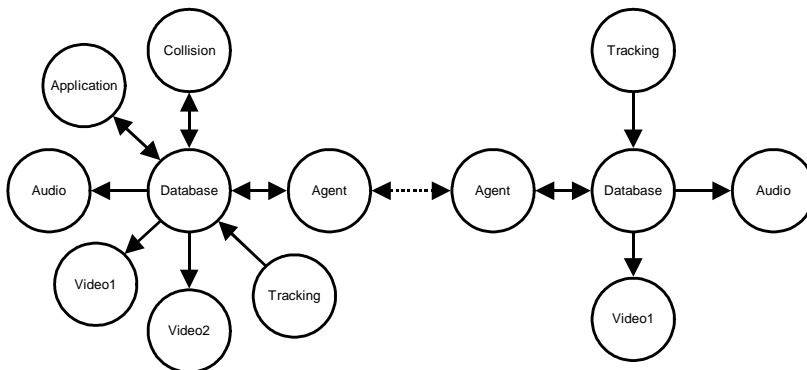 Collision
Tracking
Application
Audio
Database
Agent
Agent
Database
Audio
Video1
Tracking
Video2
Video1